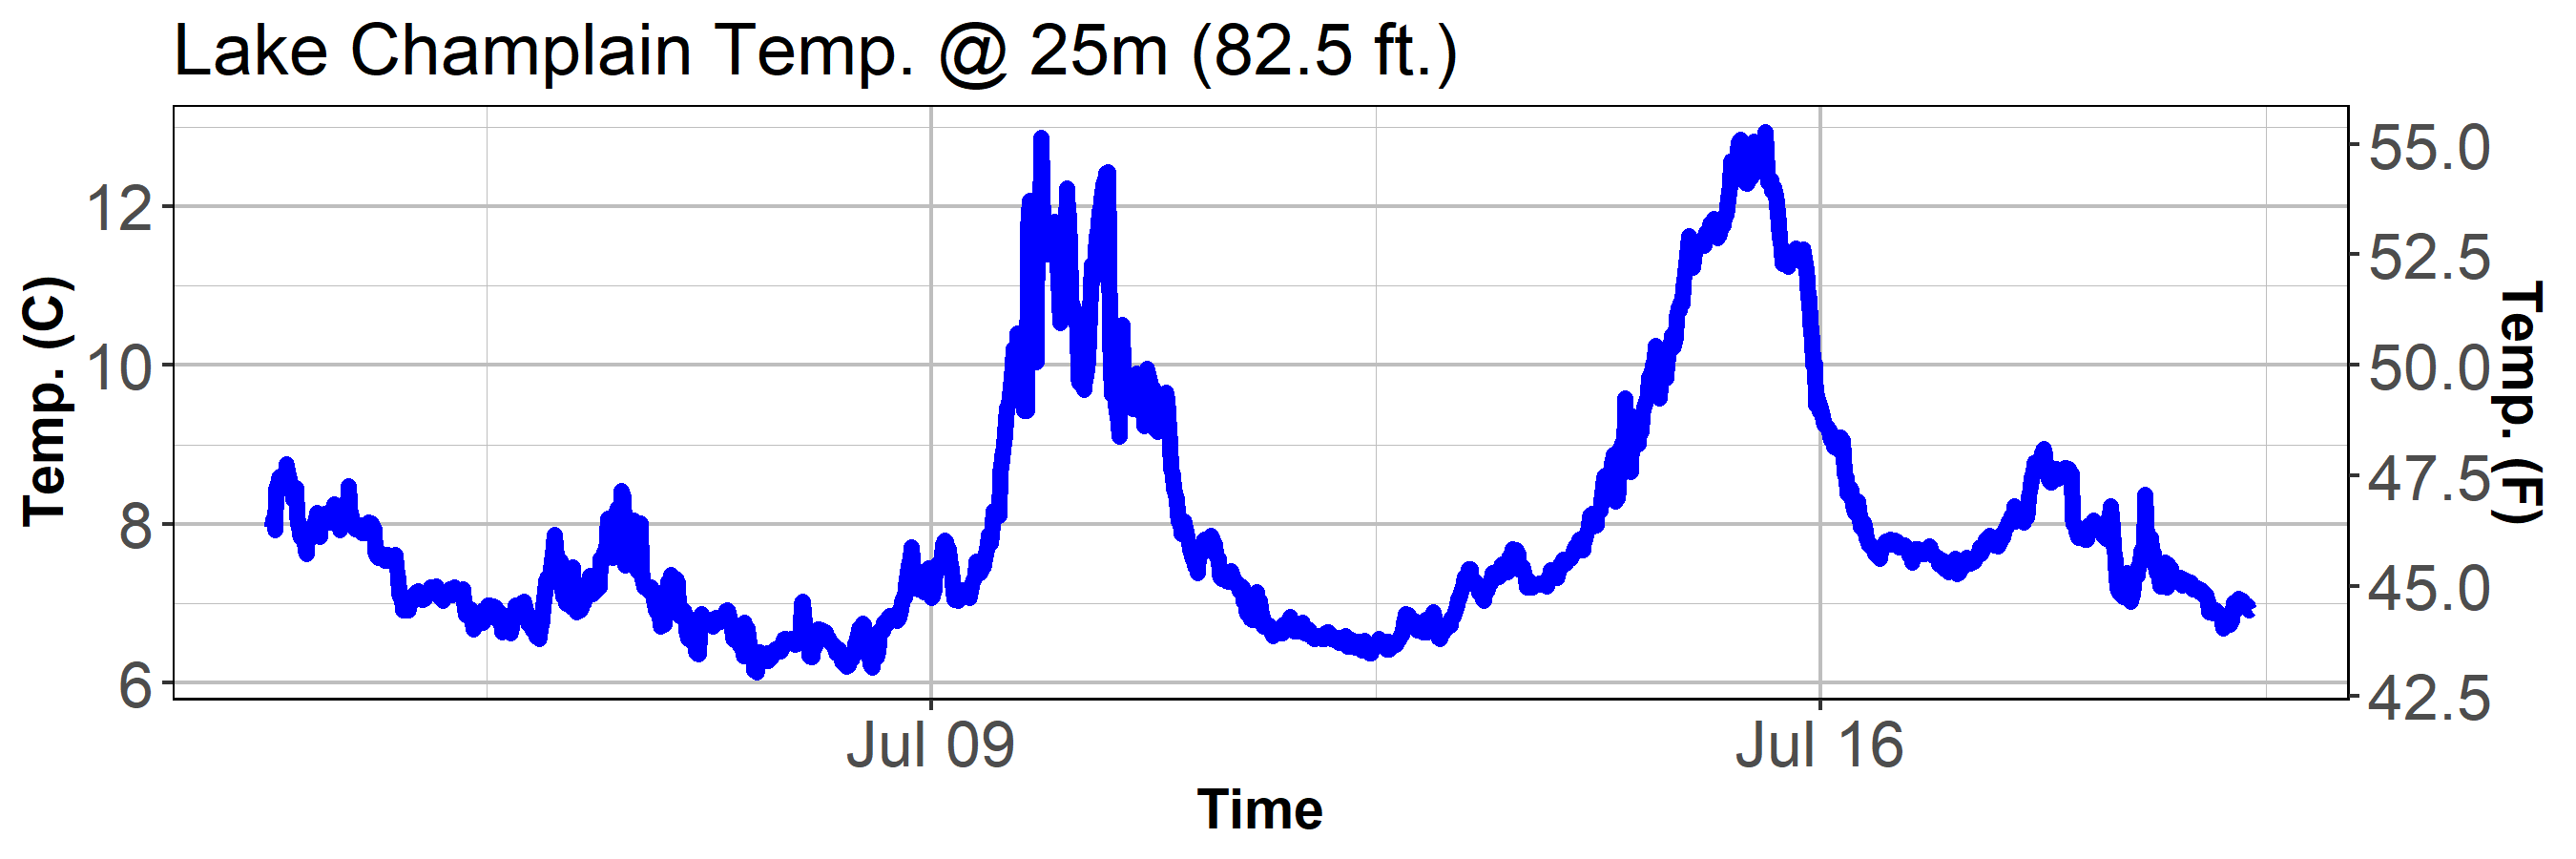 Lake Champlain Temp. @ 25m (82.5 ft.)
Temp. (C)
12
10
8
6
55.0
52.5
50.0
47.5
45.0
42.5
Temp. (F)
Jul 09
Jul 16
Time